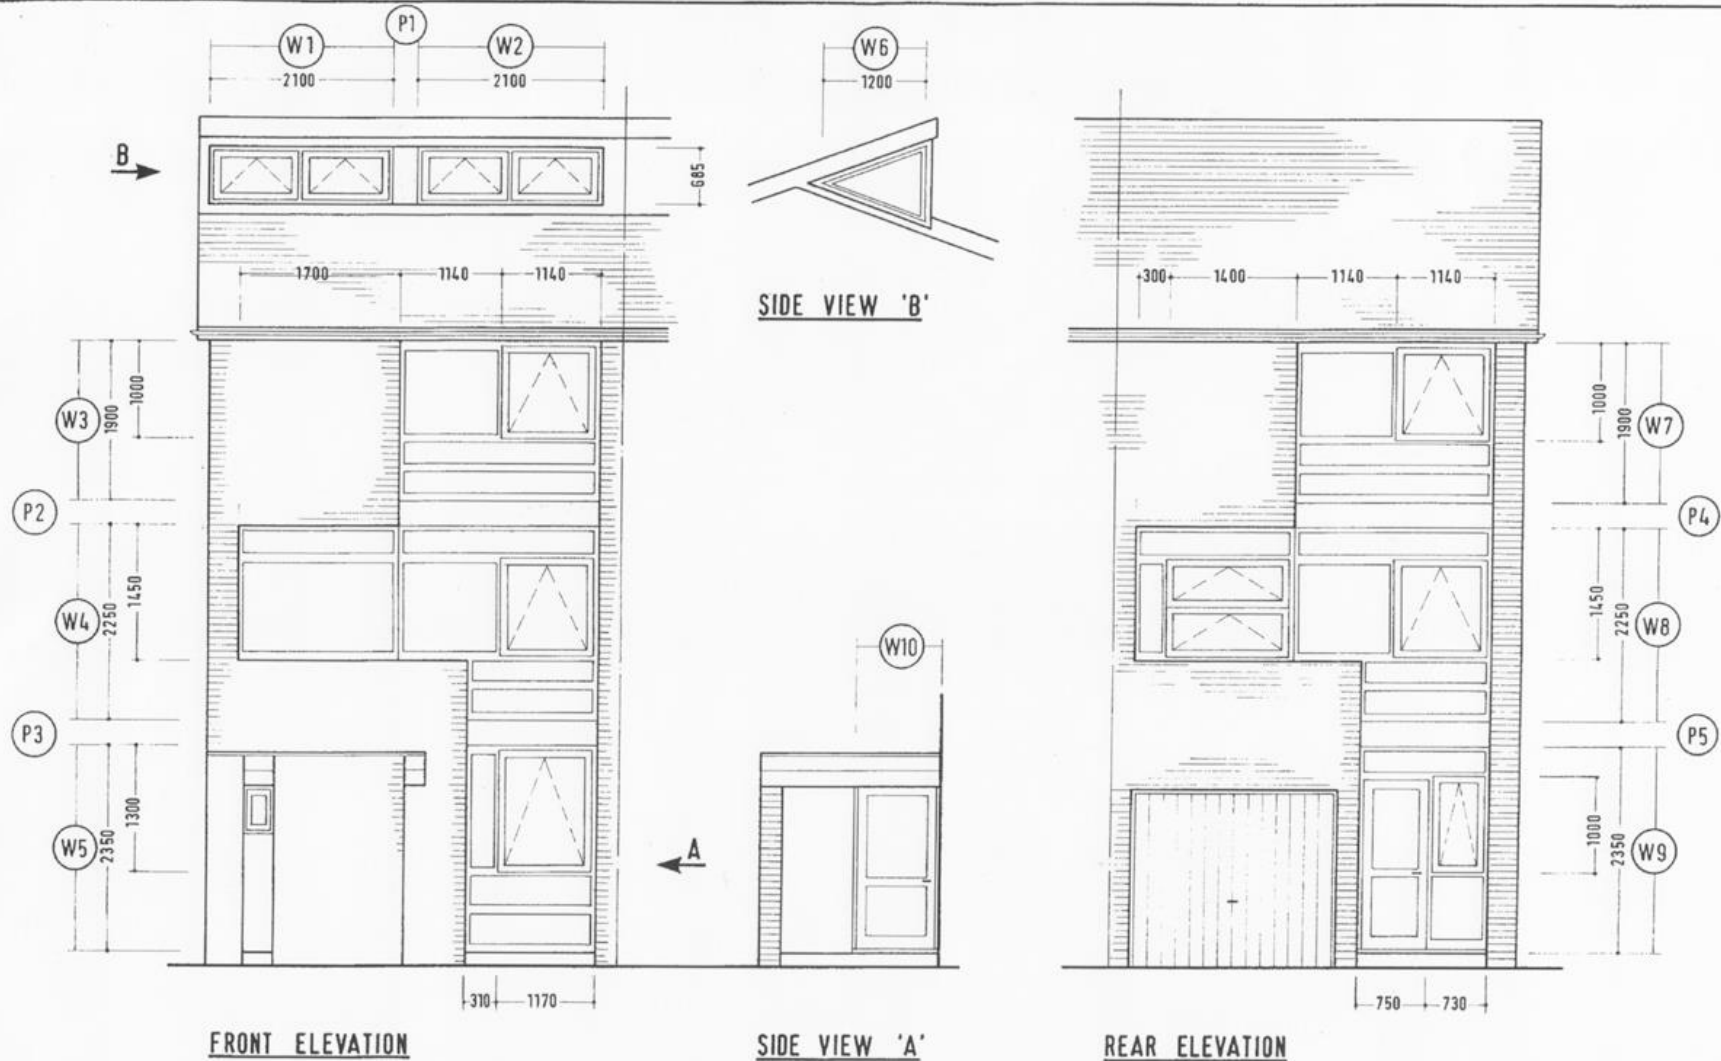 P1
W1 W2 W6
2100 2100 1200
B
685
1700 1140 1140
SIDE VIEW 'B'
300 1400 1140 1140
W3 1900 1000
P2
W4 2250 1450
P3
W5 2350 1300
A
310 1170
FRONT ELEVATION
W10
SIDE VIEW 'A'
1000 1900 W7
P4
1450 2250 W8
P5
1000 2350 W9
750 730
REAR ELEVATION